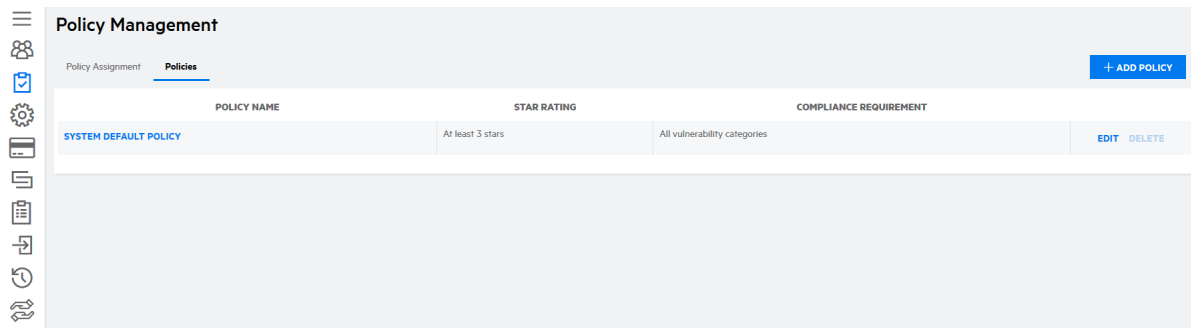 Policy Management
Policy Assignment Policies
+ ADD POLICY
POLICY NAME STAR RATING COMPLIANCE REQUIREMENT
SYSTEM DEFAULT POLICY At least 3 stars All vulnerability categories EDIT DELETE